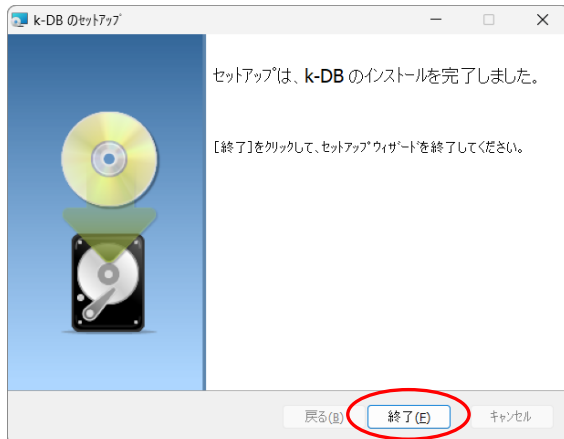 k-DB のｾｯﾄｱｯﾌﾟ
セットアップは、k-DB のインストールを完了しました。
[終了]をクリックして、セットアップ ウィザードを終了してください。
戻る(B)
終了(F)
キャンセル